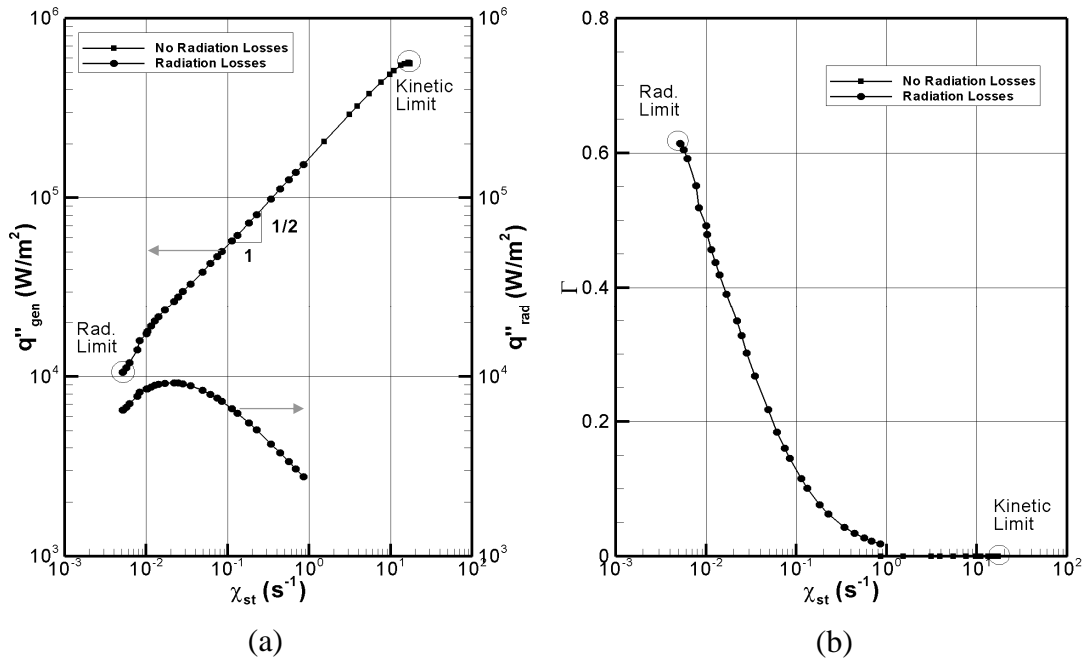 10⁶
10⁶
No Radiation Losses
Radiation Losses
Kinetic
Limit
10⁵
10⁵
1/2
1
q"gen (W/m²)
q"rad (W/m²)
Rad.
Limit
10⁴
10⁴
10³
10³
10⁻³
10⁻²
10⁻¹
10⁰
10¹
10²
χst (s⁻¹)
(a)
0.8
No Radiation Losses
Radiation Losses
Rad.
Limit
0.6
0.4
Γ
0.2
Kinetic
Limit
0
10⁻³
10⁻²
10⁻¹
10⁰
10¹
10²
χst (s⁻¹)
(b)